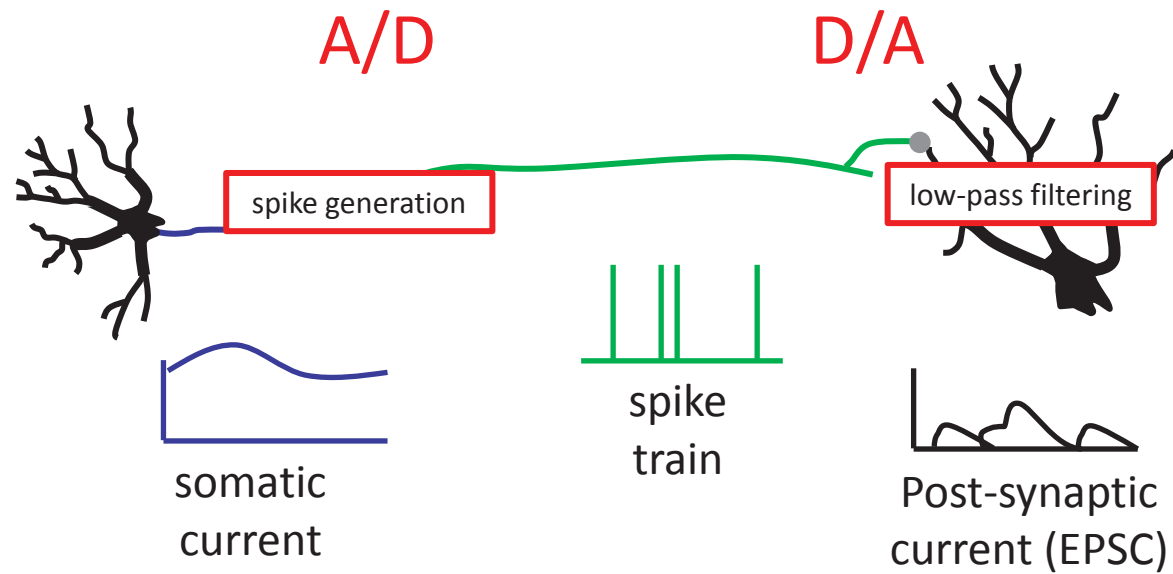 A/D
D/A
spike generation
low-pass filtering
somatic
current
spike
train
Post-synaptic
current (EPSC)